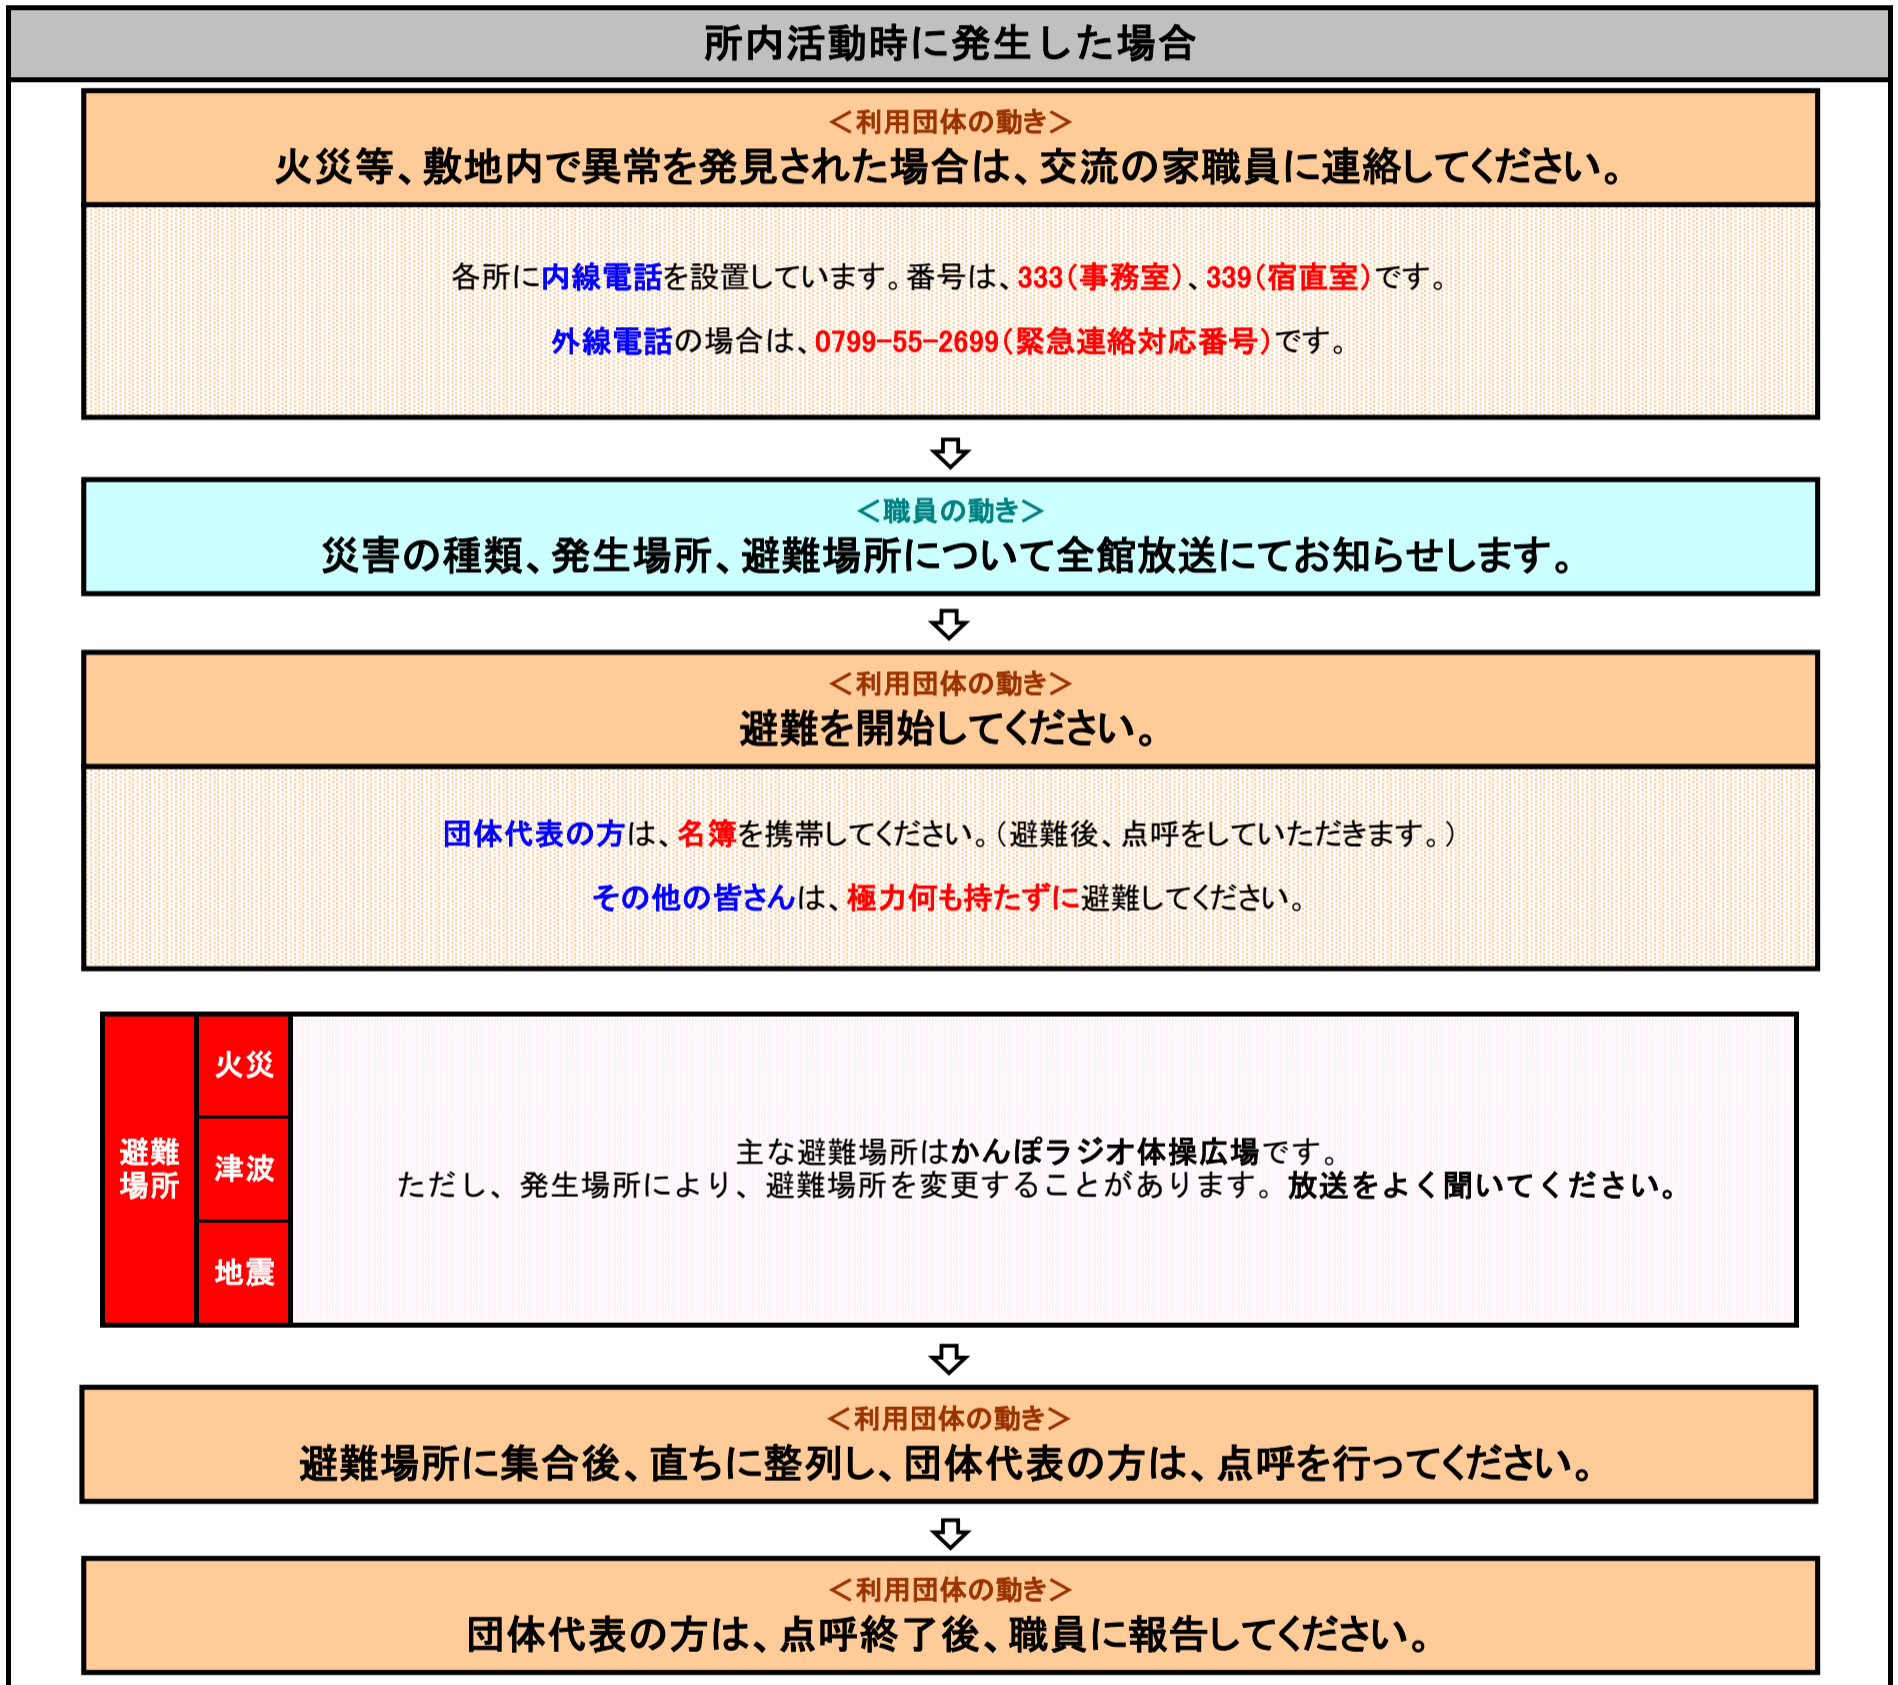 所内活動時に発生した場合
＜利用団体の動き＞
火災等、敷地内で異常を発見された場合は、交流の家職員に連絡してください。
各所に内線電話を設置しています。番号は、333(事務室)、339(宿直室)です。
外線電話の場合は、0799-55-2699(緊急連絡対応番号)です。
＜職員の動き＞
災害の種類、発生場所、避難場所について全館放送にてお知らせします。
＜利用団体の動き＞
避難を開始してください。
団体代表の方は、名簿を携帯してください。(避難後、点呼をしていただきます。)
その他の皆さんは、極力何も持たずに避難してください。
避難
場所
火災
津波
地震
主な避難場所はかんぽラジオ体操広場です。
ただし、発生場所により、避難場所を変更することがあります。放送をよく聞いてください。
＜利用団体の動き＞
避難場所に集合後、直ちに整列し、団体代表の方は、点呼を行ってください。
＜利用団体の動き＞
団体代表の方は、点呼終了後、職員に報告してください。